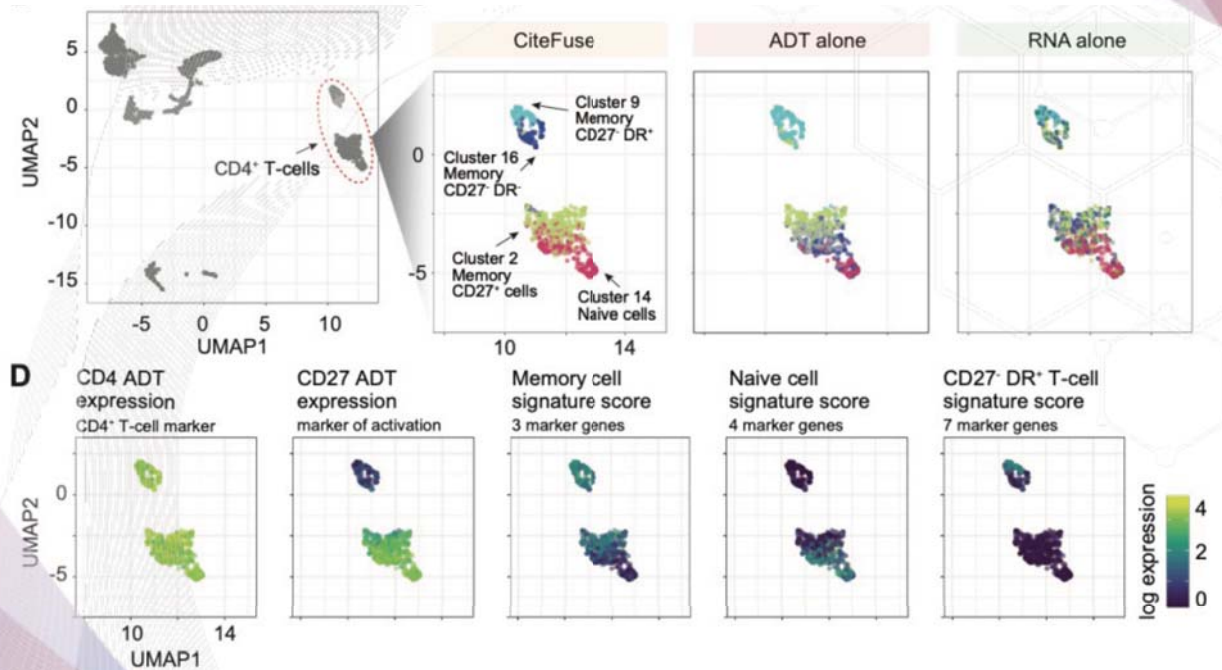 CiteFuse
ADT alone
RNA alone
UMAP2
5
0
-5
-10
-15
-5
0
5
10
UMAP1
CD4⁺ T-cells
0
-5
10
14
Cluster 9
Memory
CD27⁻ DR⁺
Cluster 16
Memory
CD27⁻ DR⁻
Cluster 2
Memory
CD27⁺ cells
Cluster 14
Naive cells
D
CD4 ADT
expression
CD4⁺ T-cell marker
CD27 ADT
expression
marker of activation
Memory cell
signature score
3 marker genes
Naive cell
signature score
4 marker genes
CD27⁻ DR⁺ T-cell
signature score
7 marker genes
UMAP2
0
-5
10
14
UMAP1
log expression
4
2
0